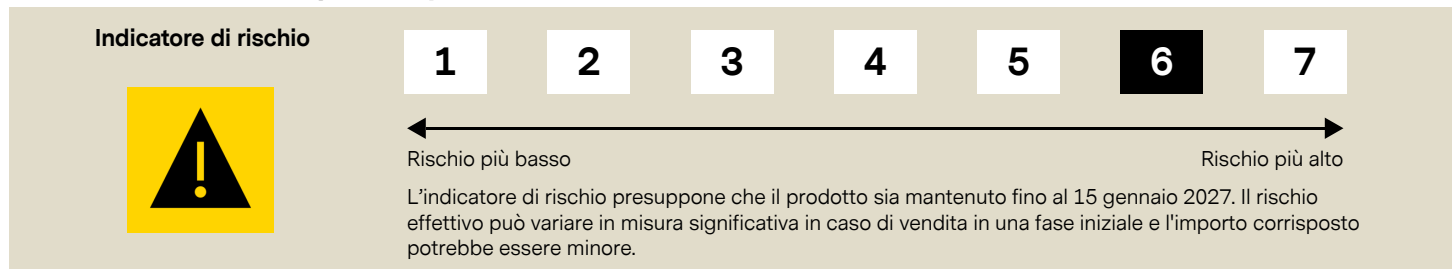 Indicatore di rischio
1 2 3 4 5 6 7
Rischio più basso Rischio più alto
L’indicatore di rischio presuppone che il prodotto sia mantenuto fino al 15 gennaio 2027. Il rischio
effettivo può variare in misura significativa in caso di vendita in una fase iniziale e l'importo corrisposto
potrebbe essere minore.